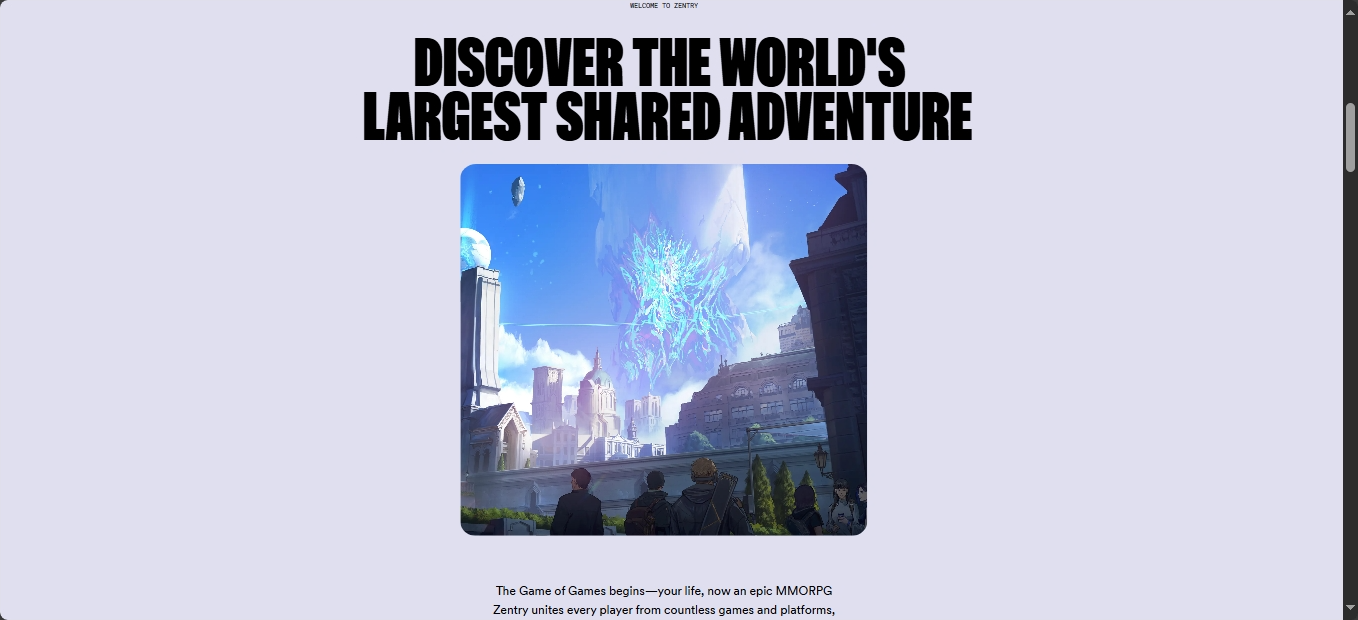 WELCOME TO ZENTRY
DISCOVER THE WORLD'S
LARGEST SHARED ADVENTURE
The Game of Games begins—your life, now an epic MMORPG
Zentry unites every player from countless games and platforms,